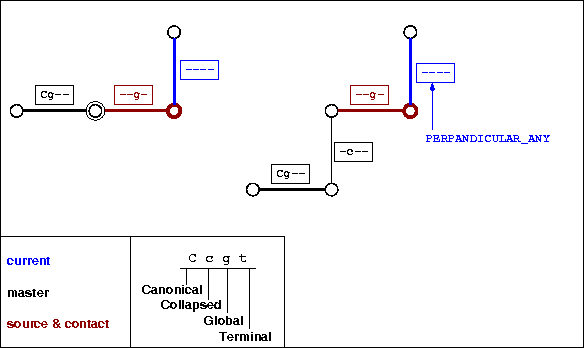 ----
----
Cg--
--g-
--g-
PERPANDICULAR_ANY
-c--
Cg--
current
master
source & contact
C c g t
Canonical
Collapsed
Global
Terminal